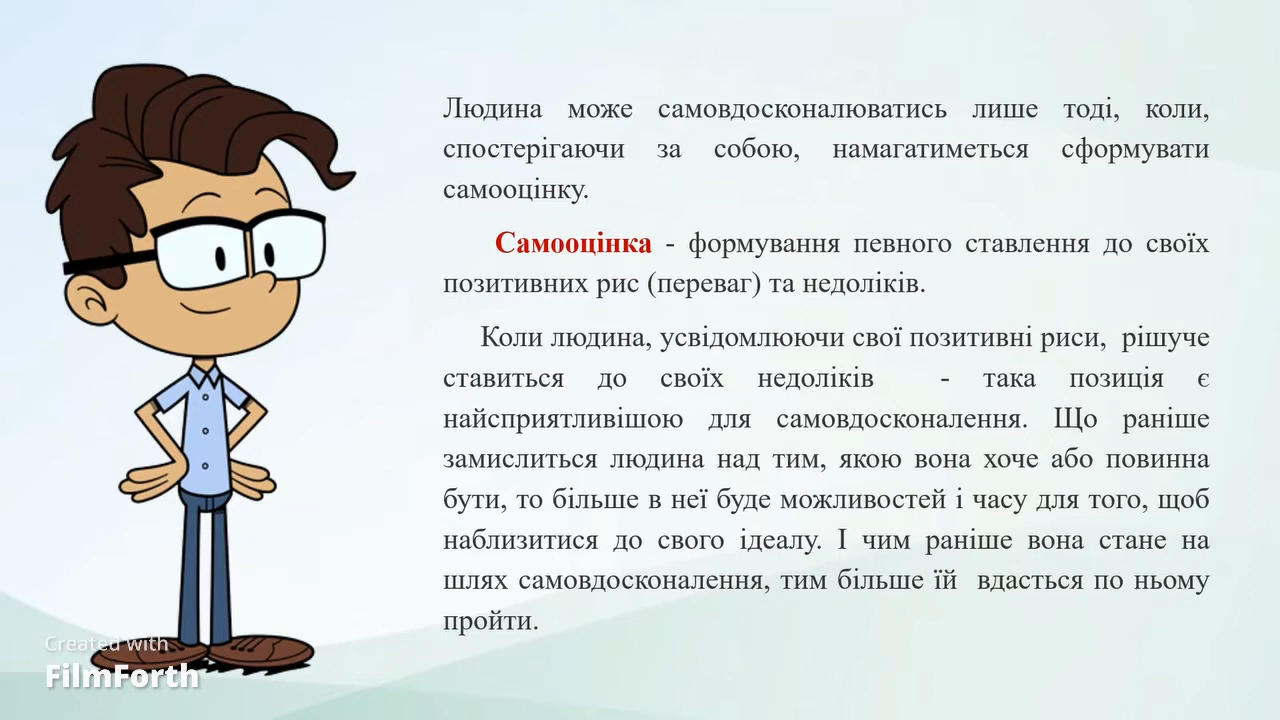 Людина може самовдосконалюватись лише тоді, коли,
спостерігаючи за собою, намагатиметься сформувати
самооцінку.
Самооцінка - формування певного ставлення до своїх
позитивних рис (переваг) та недоліків.
Коли людина, усвідомлюючи свої позитивні риси, рішуче
ставиться до своїх недоліків - така позиція є
найсприятливішою для самовдосконалення. Що раніше
замислиться людина над тим, якою вона хоче або повинна
бути, то більше в неї буде можливостей і часу для того, щоб
наблизитися до свого ідеалу. І чим раніше вона стане на
шлях самовдосконалення, тим більше їй вдасться по ньому
пройти.
Created with
FilmForth